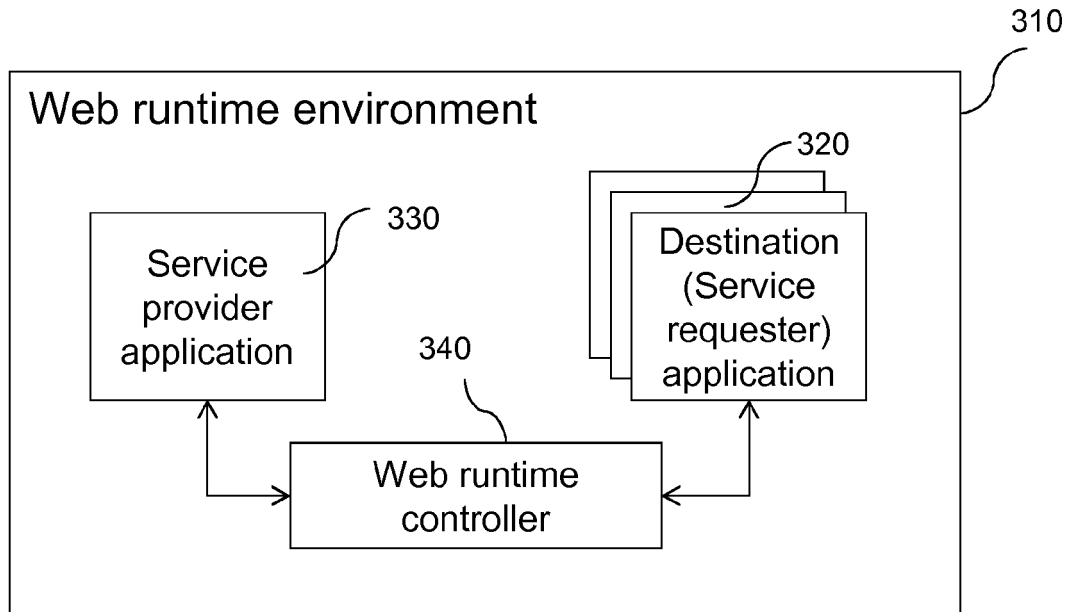 310
Web runtime environment
320
330
Service
provider
application
Destination
(Service
requester)
application
340
Web runtime
controller